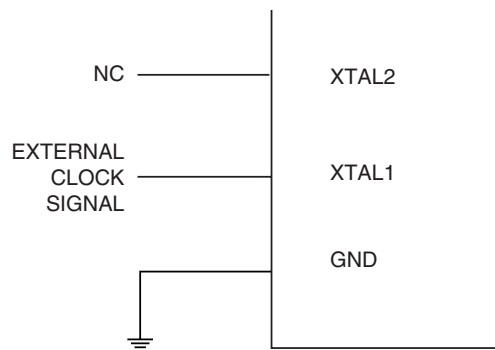 NC
XTAL2
EXTERNAL
CLOCK
SIGNAL
XTAL1
GND